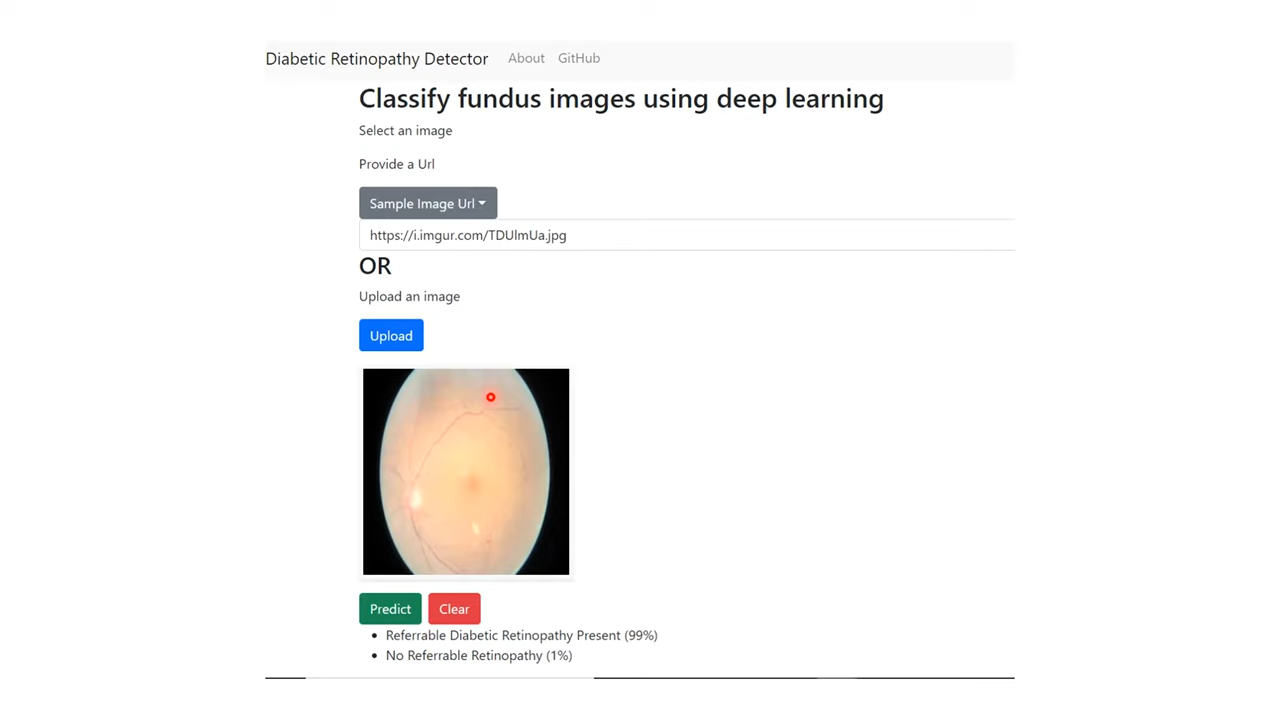 Diabetic Retinopathy Detector About GitHub
Classify fundus images using deep learning
Select an image
Provide a Url
Sample Image Url
https://i.imgur.com/TDUlmUa.jpg
OR
Upload an image
Upload
Predict Clear
Referrable Diabetic Retinopathy Present (99%)
No Referrable Retinopathy (1%)